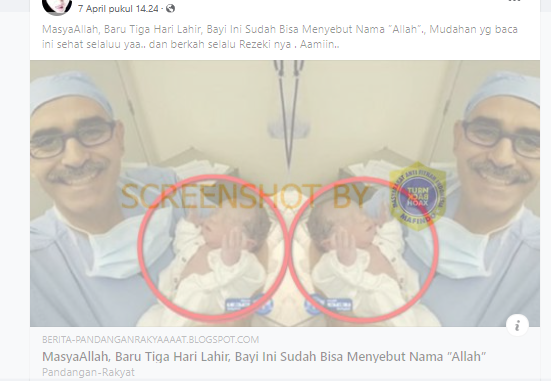 7 April pukul 14.24 ·
MasyaAllah, Baru Tiga Hari Lahir, Bayi Ini Sudah Bisa Menyebut Nama "Allah"., Mudahan yg baca
ini sehat selaluu yaa.. dan berkah selalu Rezeki nya . Aamiin..
SCREENSHOT BY
TURN
BACK
HOAX
MAFINDO
BERITA-PANDANGANRAKYAAAAT.BLOGSPOT.COM
MasyaAllah, Baru Tiga Hari Lahir, Bayi Ini Sudah Bisa Menyebut Nama "Allah"
Pandangan-Rakyat